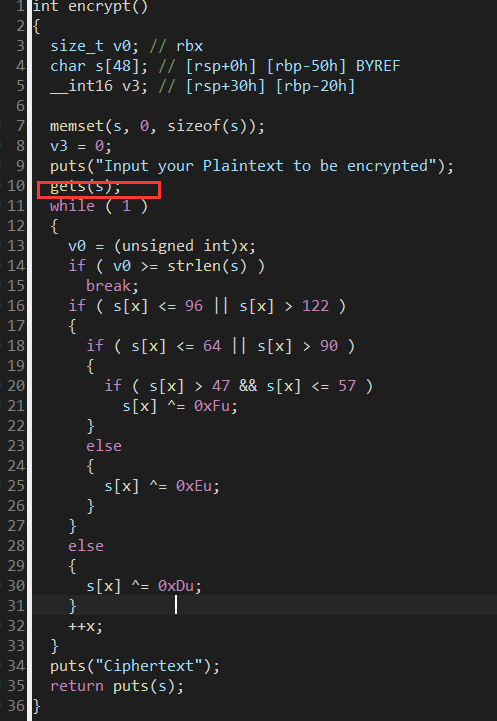 1 int encrypt()
2 {
3 size_t v0; // rbx
4 char s[48]; // [rsp+0h] [rbp-50h] BYREF
5 __int16 v3; // [rsp+30h] [rbp-20h]
6
7 memset(s, 0, sizeof(s));
8 v3 = 0;
9 puts("Input your Plaintext to be encrypted");
10 gets(s);
11 while ( 1 )
12 {
13 v0 = (unsigned int)x;
14 if ( v0 >= strlen(s) )
15 break;
16 if ( s[x] <= 96 || s[x] > 122 )
17 {
18 if ( s[x] <= 64 || s[x] > 90 )
19 {
20 if ( s[x] > 47 && s[x] <= 57 )
21 s[x] ^= 0xFu;
22 }
23 else
24 {
25 s[x] ^= 0xEu;
26 }
27 }
28 else
29 {
30 s[x] ^= 0xDu;
31 }
32 ++x;
33 }
34 puts("Ciphertext");
35 return puts(s);
36 }